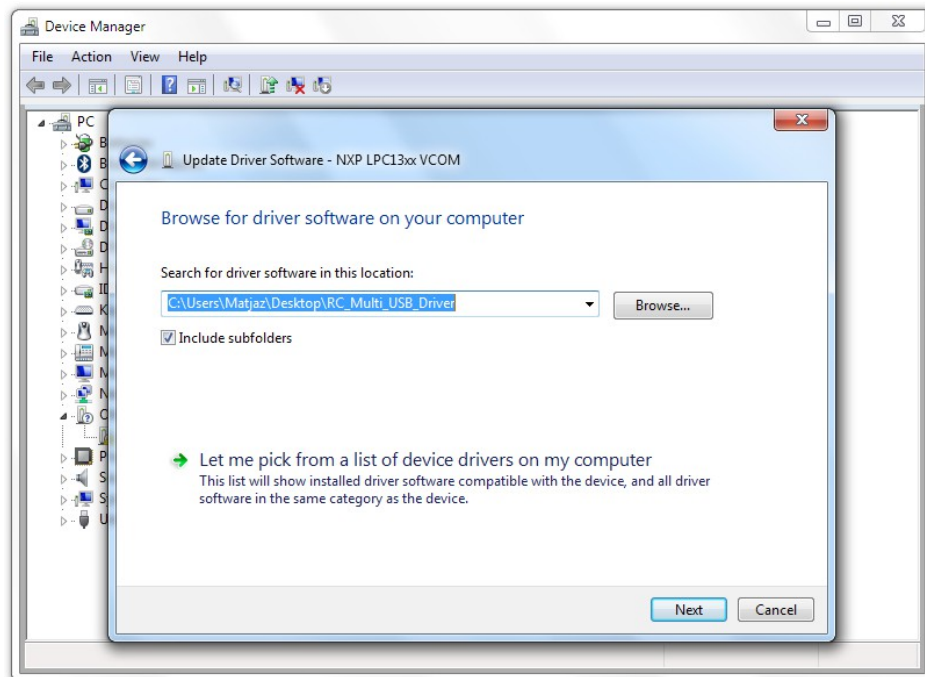 Device Manager
File Action View Help
PC
B
B
C
D
D
D
H
ID
K
M
M
M
N
O
P
S
S
U
Update Driver Software - NXP LPC13xx VCOM
Browse for driver software on your computer
Search for driver software in this location:
C:\Users\Matjaz\Desktop\RC_Multi_USB_Driver
Browse...
Include subfolders
Let me pick from a list of device drivers on my computer
This list will show installed driver software compatible with the device, and all driver
software in the same category as the device.
Next Cancel